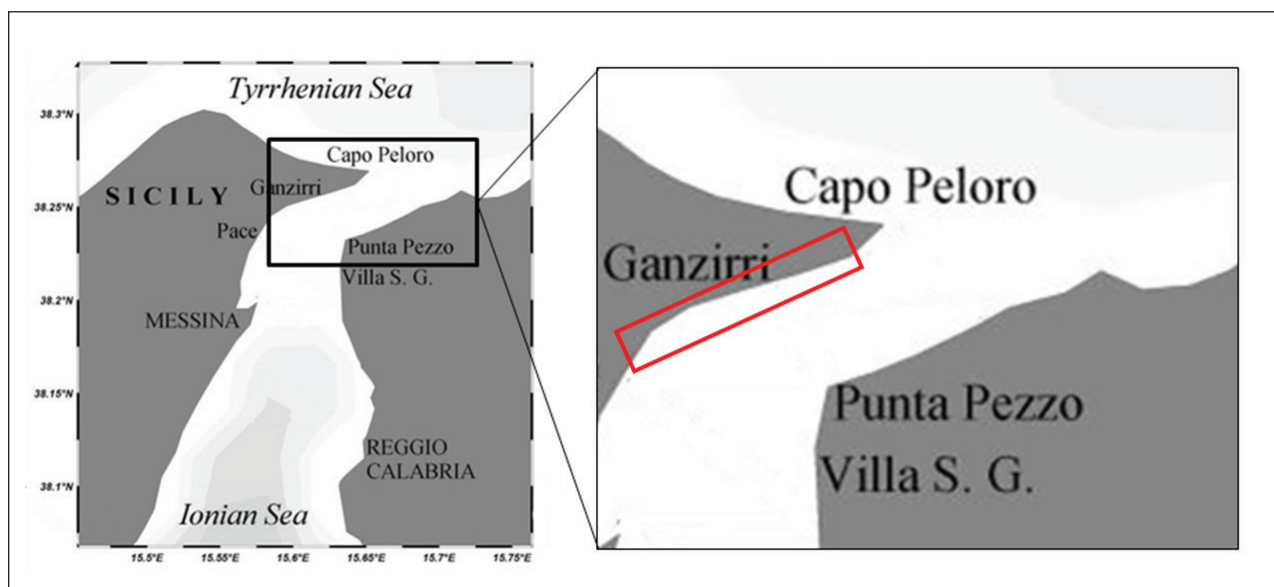 Tyrrhenian Sea
38.3°N
Capo Peloro
Ganzirri
SICILY
38.25°N
Pace
Punta Pezzo
Villa S. G.
38.2°N
MESSINA
38.15°N
REGGIO
CALABRIA
38.1°N
Ionian Sea
15.5°E 15.55°E 15.6°E 15.65°E 15.7°E 15.75°E
Capo Peloro
Ganzirri
Punta Pezzo
Villa S. G.